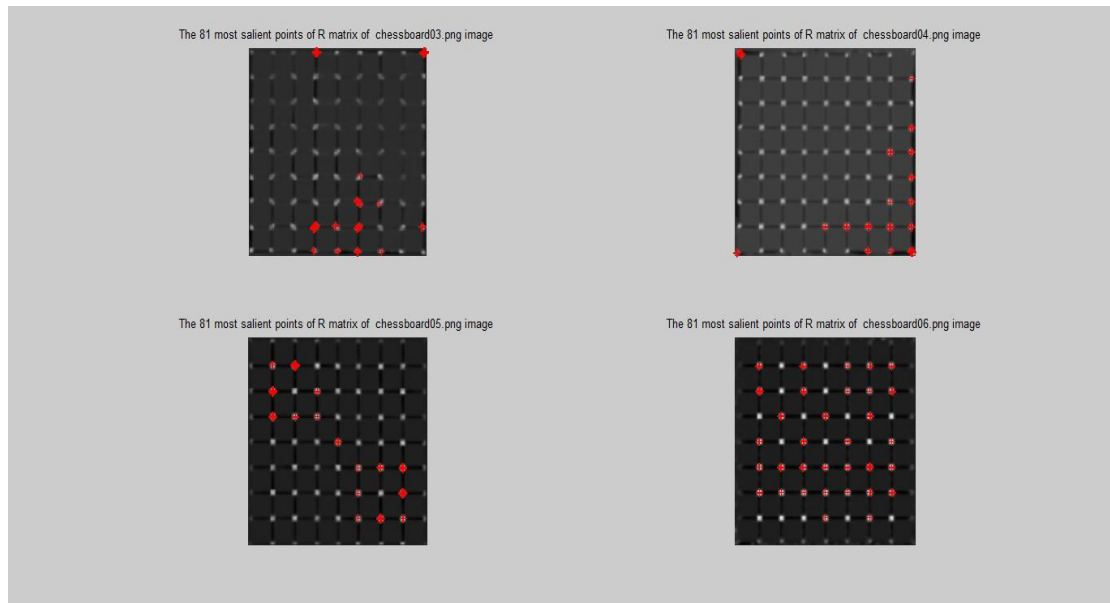 The 81 most salient points of R matrix of chessboard03.png image
The 81 most salient points of R matrix of chessboard04.png image
The 81 most salient points of R matrix of chessboard05.png image
The 81 most salient points of R matrix of chessboard06.png image